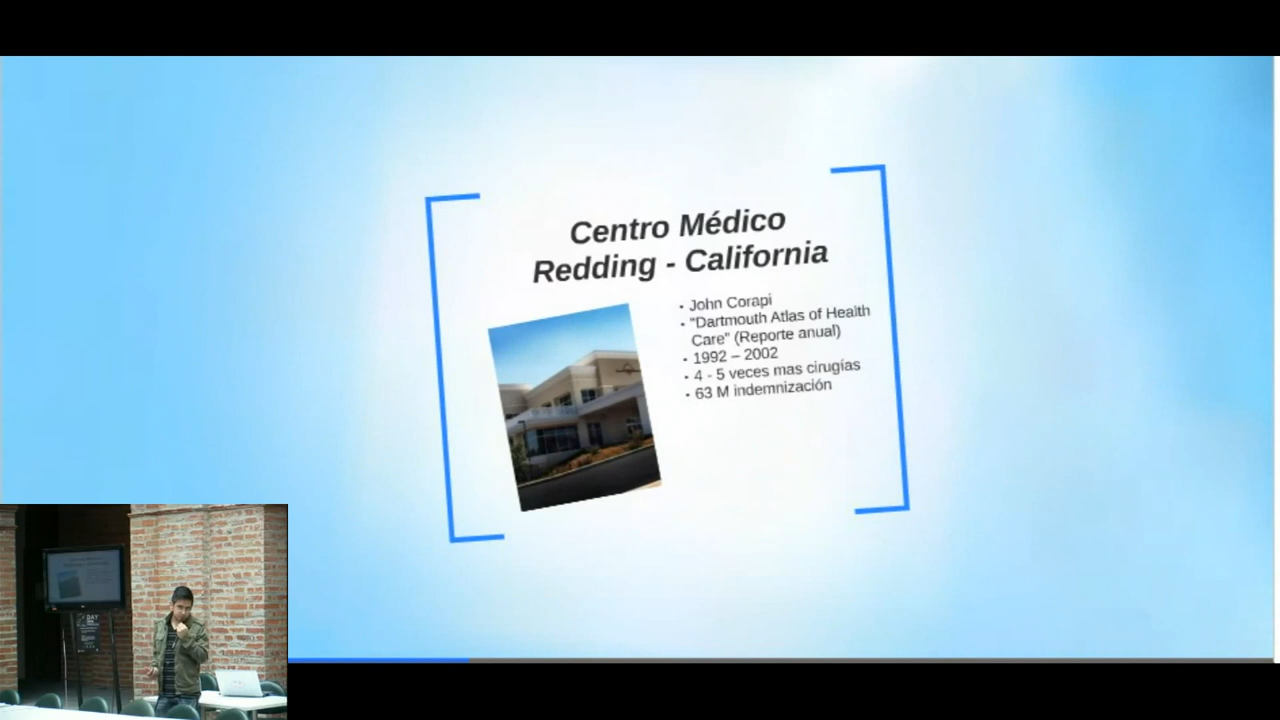 Centro Médico
Redding - California
• John Corapi
• "Dartmouth Atlas of Health
Care" (Reporte anual)
• 1992 – 2002
• 4 - 5 veces mas cirugías
• 63 M indemnización
DAY